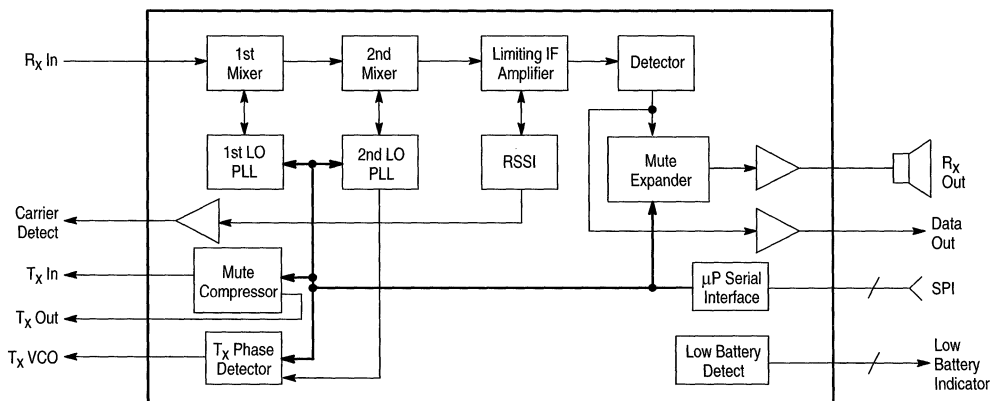 Rx In
1st
Mixer
2nd
Mixer
Limiting IF
Amplifier
Detector
1st LO
PLL
2nd LO
PLL
RSSI
Mute
Expander
Rx
Out
Carrier
Detect
Data
Out
Tx In
Mute
Compressor
µP Serial
Interface
SPI
Tx Out
Tx VCO
Tx Phase
Detector
Low Battery
Detect
Low
Battery
Indicator